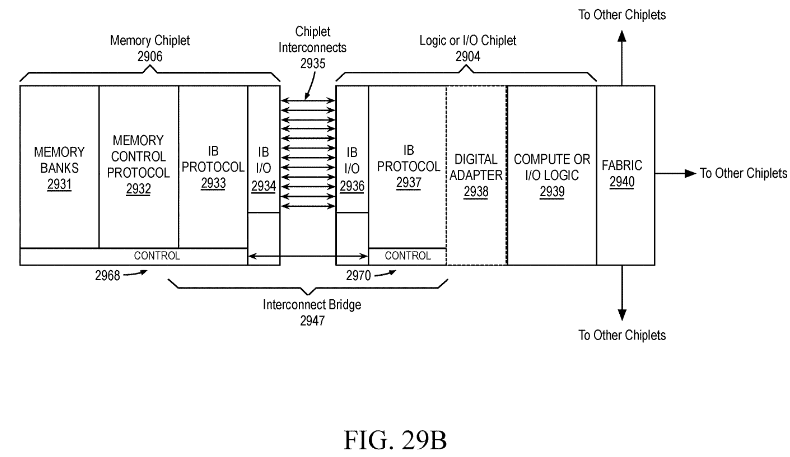 To Other Chiplets
Memory Chiplet
2906
Chiplet
Interconnects
2935
Logic or I/O Chiplet
2904
MEMORY
BANKS
2931
MEMORY
CONTROL
PROTOCOL
2932
IB
PROTOCOL
2933
IB
I/O
2934
IB
I/O
2936
IB
PROTOCOL
2937
DIGITAL
ADAPTER
2938
COMPUTE OR
I/O LOGIC
2939
FABRIC
2940
To Other Chiplets
CONTROL
2968
CONTROL
2970
Interconnect Bridge
2947
To Other Chiplets
FIG. 29B